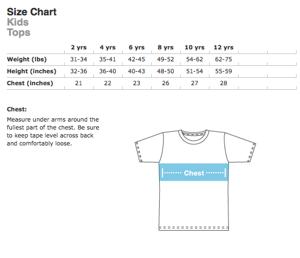 Size Chart
Kids
Tops
2 yrs 4 yrs 6 yrs 8 yrs 10 yrs 12 yrs
Weight (lbs) 31-34 35-41 42-45 49-52 54-62 62-75
Height (inches) 32-36 36-40 40-43 48-50 51-54 55-59
Chest (inches) 21 22 23 26 27 28
Chest:
Measure under arms around the
fullest part of the chest. Be sure
to keep tape level across back
and comfortably loose.
Chest